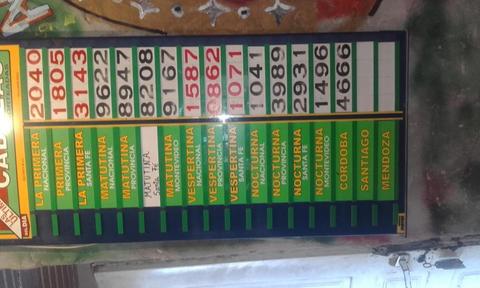 LA PRIMERA 2040
NACIONAL
PRIMERA 1805
PROVINCIA
LA PRIMERA 3143
SANTA FE
MATUTINA 9622
NACIONAL
MATUTINA 8947
PROVINCIA
MATUTINA 8208
Santa Fe
MATUTINA 9167
MONTEVIDEO
VESPERTINA 1587
NACIONAL
VESPERTINA 0862
PROVINCIA
VESPERTINA 1071
SANTA FE
NOCTURNA 1041
NACIONAL
NOCTURNA 3989
PROVINCIA
NOCTURNA 2931
SANTA FE
NOCTURNA 1496
MONTEVIDEO
CORDOBA 4666
SANTIAGO
MENDOZA